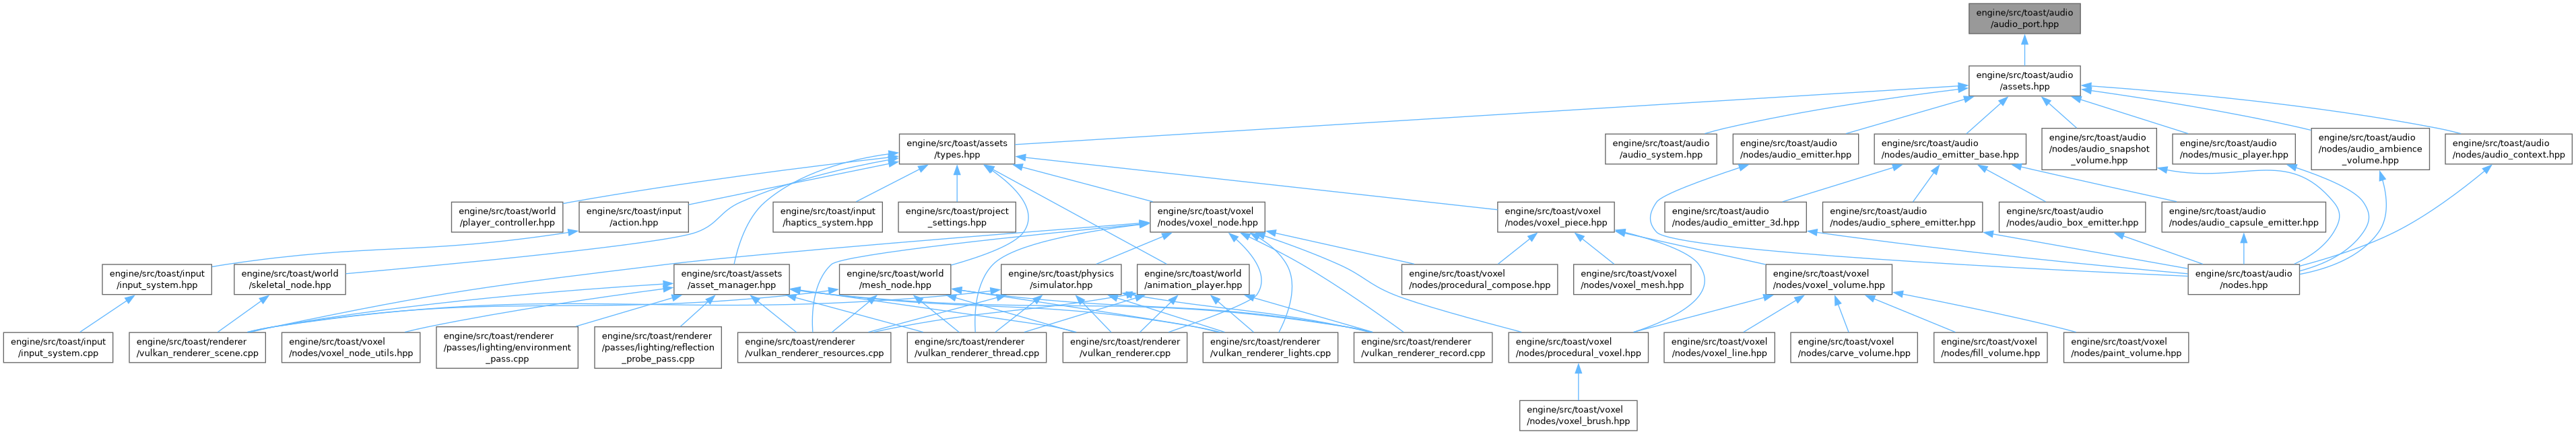 engine/src/toast/audio
/audio_port.hpp
engine/src/toast/audio
/assets.hpp
engine/src/toast/assets
/types.hpp
engine/src/toast/audio
/audio_system.hpp
engine/src/toast/audio
/nodes/audio_emitter.hpp
engine/src/toast/audio
/nodes/audio_emitter_base.hpp
engine/src/toast/audio
/nodes/audio_snapshot
_volume.hpp
engine/src/toast/audio
/nodes/music_player.hpp
engine/src/toast/audio
/nodes/audio_ambience
_volume.hpp
engine/src/toast/audio
/nodes/audio_context.hpp
engine/src/toast/world
/player_controller.hpp
engine/src/toast/input
/action.hpp
engine/src/toast/input
/haptics_system.hpp
engine/src/toast/project
_settings.hpp
engine/src/toast/voxel
/nodes/voxel_node.hpp
engine/src/toast/voxel
/nodes/voxel_piece.hpp
engine/src/toast/audio
/nodes/audio_emitter_3d.hpp
engine/src/toast/audio
/nodes/audio_sphere_emitter.hpp
engine/src/toast/audio
/nodes/audio_box_emitter.hpp
engine/src/toast/audio
/nodes/audio_capsule_emitter.hpp
engine/src/toast/input
/input_system.hpp
engine/src/toast/world
/skeletal_node.hpp
engine/src/toast/assets
/asset_manager.hpp
engine/src/toast/world
/mesh_node.hpp
engine/src/toast/physics
/simulator.hpp
engine/src/toast/world
/animation_player.hpp
engine/src/toast/voxel
/nodes/procedural_compose.hpp
engine/src/toast/voxel
/nodes/voxel_mesh.hpp
engine/src/toast/voxel
/nodes/voxel_volume.hpp
engine/src/toast/audio
/nodes.hpp
engine/src/toast/input
/input_system.cpp
engine/src/toast/renderer
/vulkan_renderer_scene.cpp
engine/src/toast/voxel
/nodes/voxel_node_utils.hpp
engine/src/toast/renderer
/passes/lighting/environment
_pass.cpp
engine/src/toast/renderer
/passes/lighting/reflection
_probe_pass.cpp
engine/src/toast/renderer
/vulkan_renderer_resources.cpp
engine/src/toast/renderer
/vulkan_renderer_thread.cpp
engine/src/toast/renderer
/vulkan_renderer.cpp
engine/src/toast/renderer
/vulkan_renderer_lights.cpp
engine/src/toast/renderer
/vulkan_renderer_record.cpp
engine/src/toast/voxel
/nodes/procedural_voxel.hpp
engine/src/toast/voxel
/nodes/voxel_line.hpp
engine/src/toast/voxel
/nodes/carve_volume.hpp
engine/src/toast/voxel
/nodes/fill_volume.hpp
engine/src/toast/voxel
/nodes/paint_volume.hpp
engine/src/toast/voxel
/nodes/voxel_brush.hpp